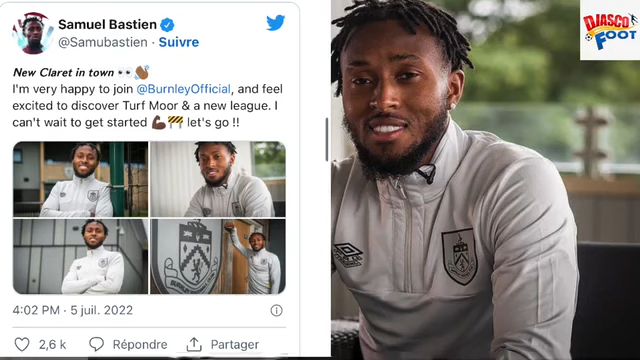 Samuel Bastien
@Samubastien · Suivre
New Claret in town 👀👋🏾
I'm very happy to join @BurnleyOfficial, and feel
excited to discover Turf Moor & a new league. I
can't wait to get started 💪🏿🚧 let's go !!
4:02 PM · 5 juil. 2022
2,6 k Répondre Partager
DJASCO
FOOT